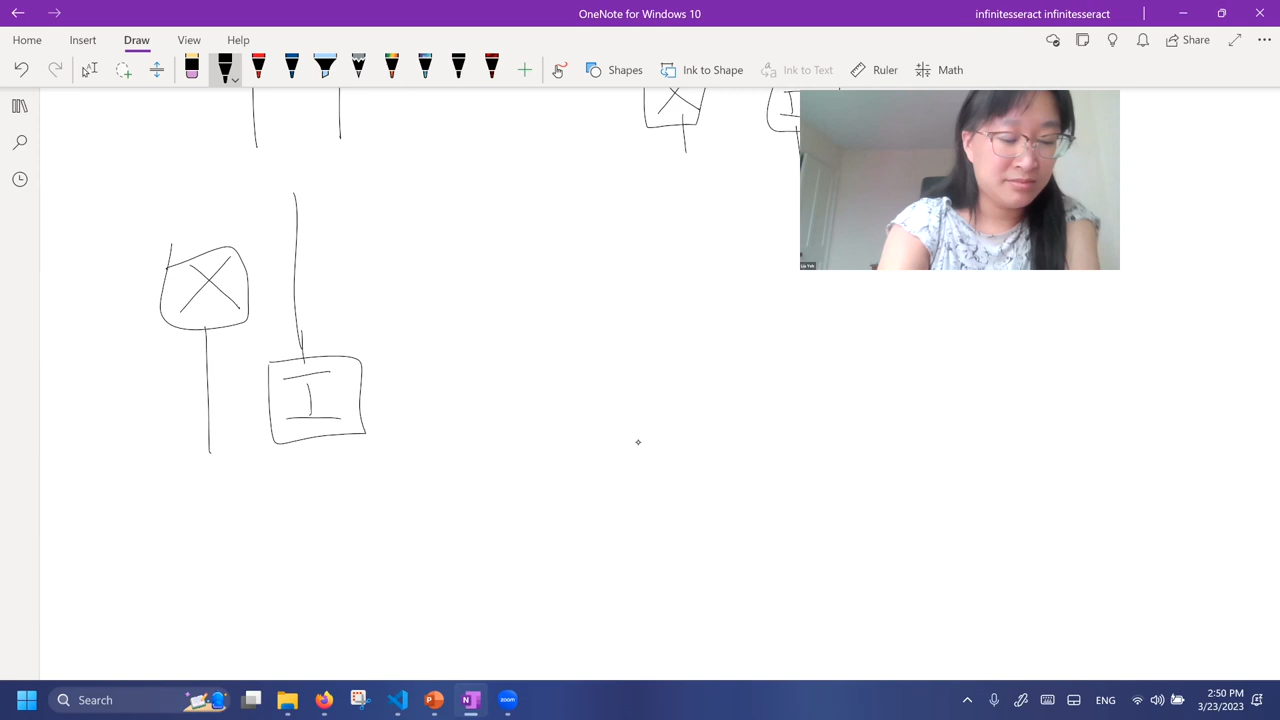 OneNote for Windows 10
infinitesseract infinitesseract
Home
Insert
Draw
View
Help
Share
Shapes
Ink to Shape
Ink to Text
Ruler
Math
X
I
X
I
Search
ENG
2:50 PM
3/23/2023
zoom